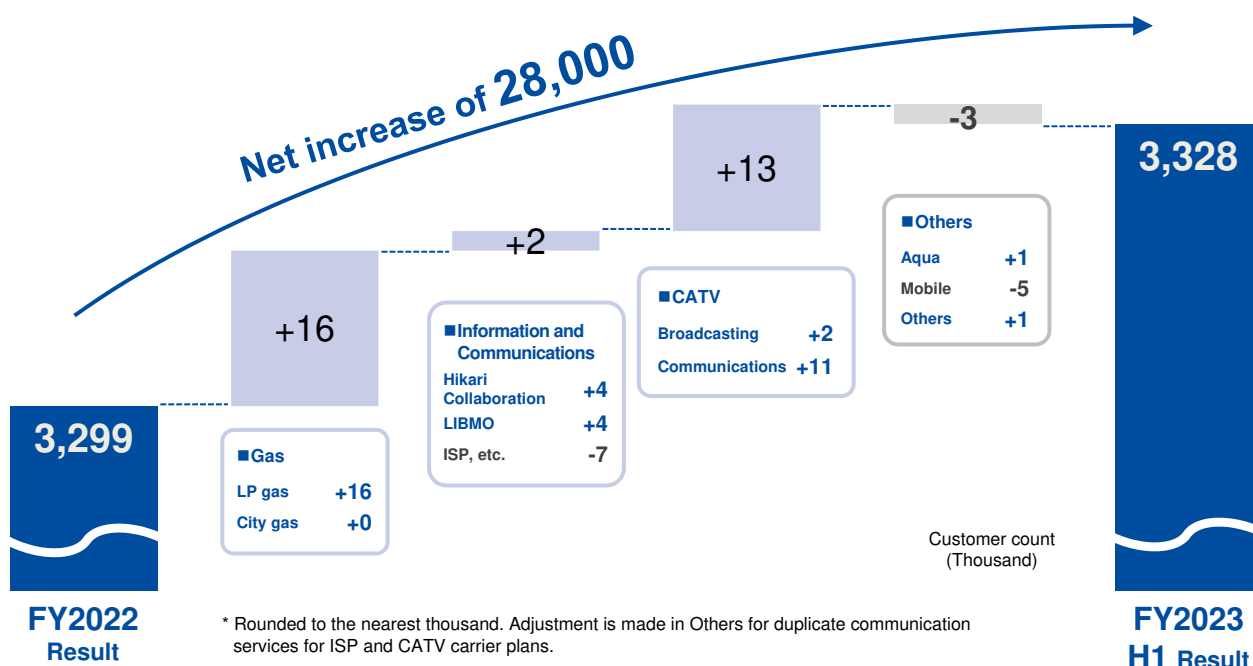 Net increase of 28,000
3,299
+16
+2
+13
-3
3,328
■Gas
LP gas +16
City gas +0
■Information and
Communications
Hikari
Collaboration +4
LIBMO +4
ISP, etc. -7
■CATV
Broadcasting +2
Communications +11
■Others
Aqua +1
Mobile -5
Others +1
Customer count
(Thousand)
FY2022
Result
* Rounded to the nearest thousand. Adjustment is made in Others for duplicate communication
services for ISP and CATV carrier plans.
FY2023
H1 Result